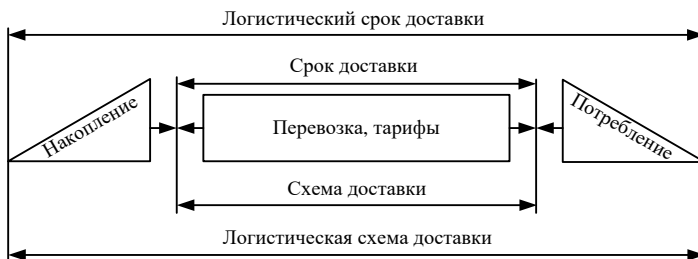 Логистический срок доставки
Срок доставки
Накопление
Перевозка, тарифы
Потребление
Схема доставки
Логистическая схема доставки